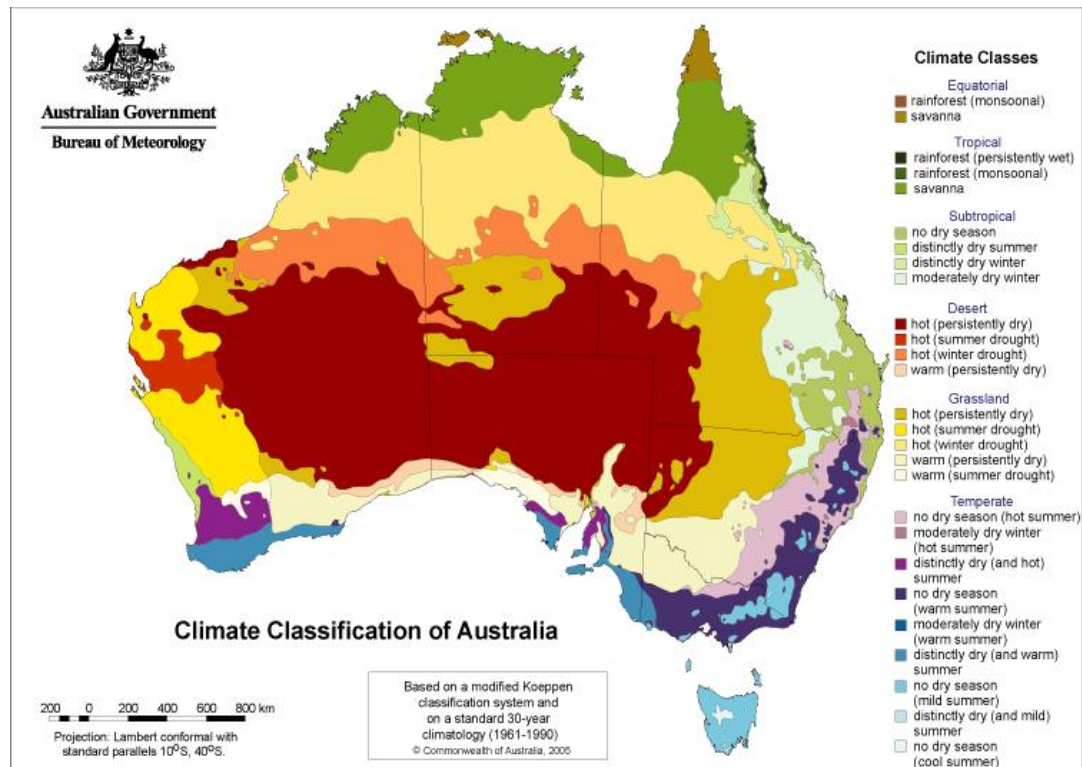 Australian Government
Bureau of Meteorology
Climate Classes
Equatorial
rainforest (monsoonal)
savanna
Tropical
rainforest (persistently wet)
rainforest (monsoonal)
savanna
Subtropical
no dry season
distinctly dry summer
distinctly dry winter
moderately dry winter
Desert
hot (persistently dry)
hot (summer drought)
hot (winter drought)
warm (persistently dry)
Grassland
hot (persistently dry)
hot (summer drought)
hot (winter drought)
warm (persistently dry)
warm (summer drought)
Temperate
no dry season (hot summer)
moderately dry winter
(hot summer)
distinctly dry (and hot)
summer
no dry season
(warm summer)
moderately dry winter
(warm summer)
distinctly dry (and warm)
summer
no dry season
(mild summer)
distinctly dry (and mild)
summer
no dry season
(cool summer)
Climate Classification of Australia
Based on a modified Koeppen
classification system and
on a standard 30-year
climatology (1961-1990)
© Commonwealth of Australia, 2005
200 0 200 400 600 800 km
Projection: Lambert conformal with
standard parallels 10°S, 40°S.